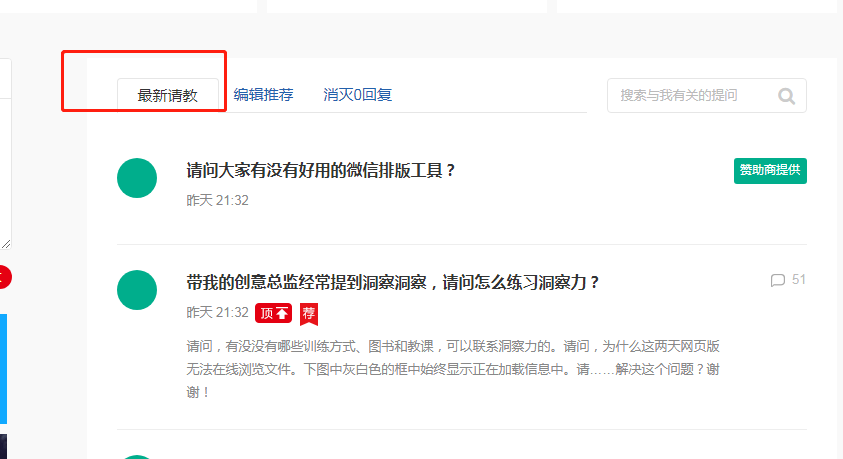 最新请教 编辑推荐 消灭0回复 搜索与我有关的提问
请问大家有没有好用的微信排版工具？ 赞助商提供
昨天 21:32
带我的创意总监经常提到洞察洞察，请问怎么练习洞察力？ 51
昨天 21:32 顶 荐
请问，有没没有哪些训练方式、图书和教课，可以联系洞察力的。请问，为什么这两天网页版
无法在线浏览文件。下图中灰白色的框中始终显示正在加载信息中。请……解决这个问题？谢
谢！